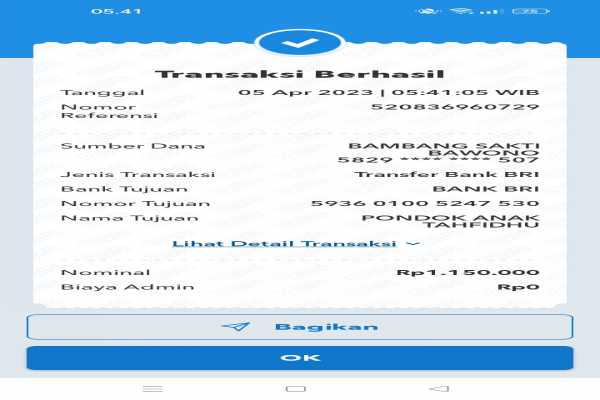 05.41
75
Transaksi Berhasil
Tanggal 05 Apr 2023 | 05:41:05 WIB
Nomor 520836960729
Referensi
Sumber Dana BAMBANG SAKTI
BAWONO
5829 **** **** 507
Jenis Transaksi Transfer Bank BRI
Bank Tujuan BANK BRI
Nomor Tujuan 5936 0100 5247 530
Nama Tujuan PONDOK ANAK
TAHFIDHU
Lihat Detail Transaksi
Nominal Rp1.150.000
Biaya Admin Rp0
Bagikan
OK